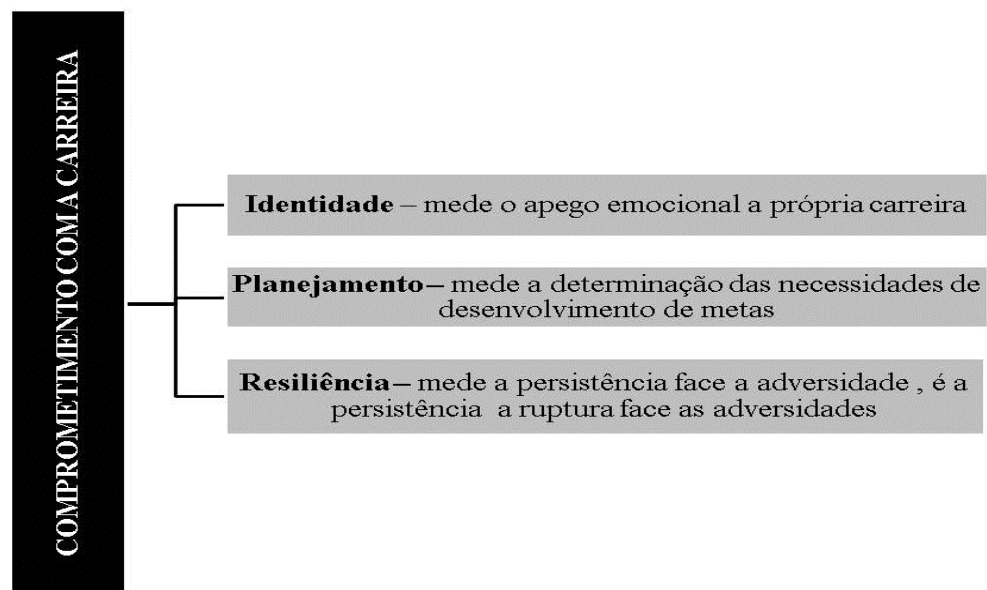 COMPROMETIMENTO COM A CARREIRA
Identidade – mede o apego emocional a própria carreira
Planejamento – mede a determinação das necessidades de
desenvolvimento de metas
Resiliência – mede a persistência face a adversidade , é a
persistência a ruptura face as adversidades